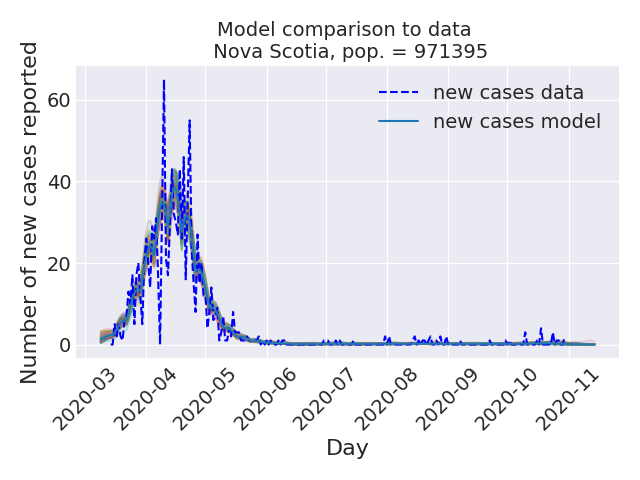 Model comparison to data
Nova Scotia, pop. = 971395
Number of new cases reported
60
40
20
0
new cases data
new cases model
2020-03
2020-04
2020-05
2020-06
2020-07
2020-08
2020-09
2020-10
2020-11
Day